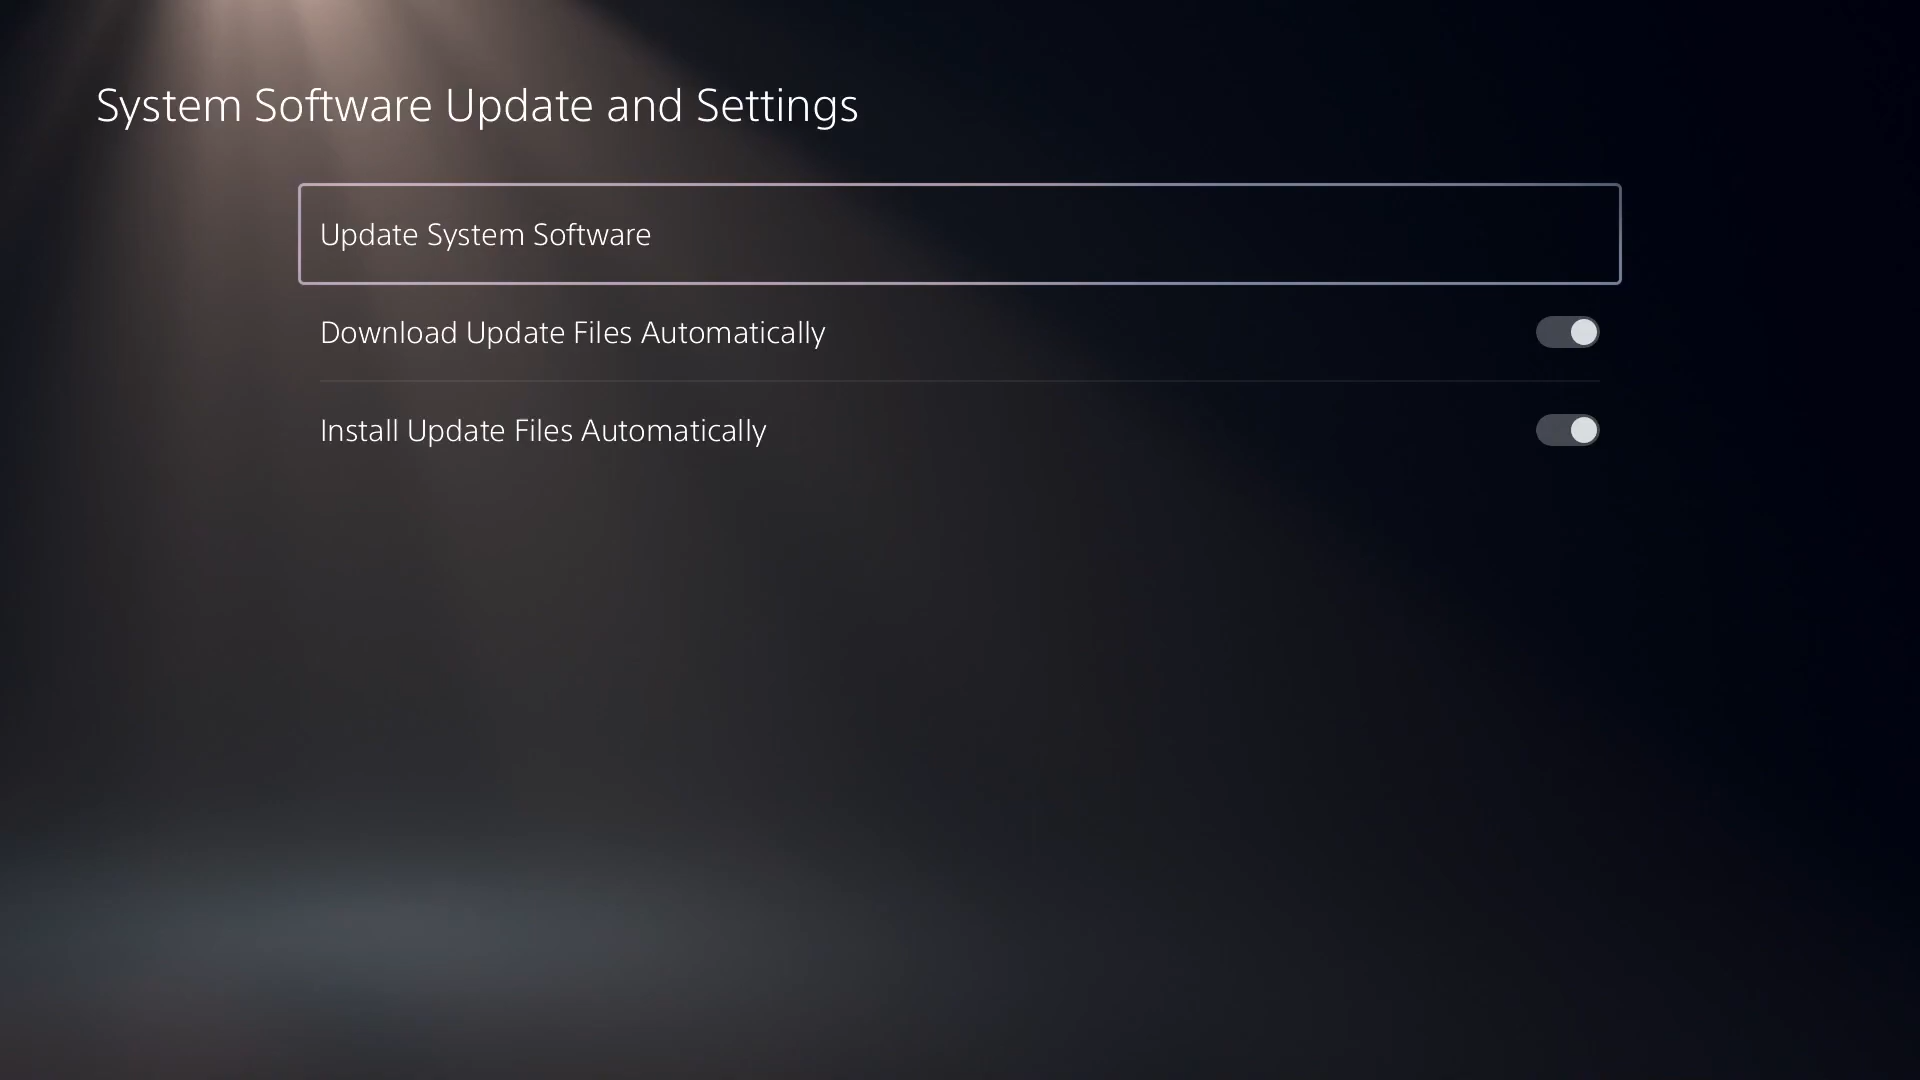 System Software Update and Settings
Update System Software
Download Update Files Automatically
Install Update Files Automatically